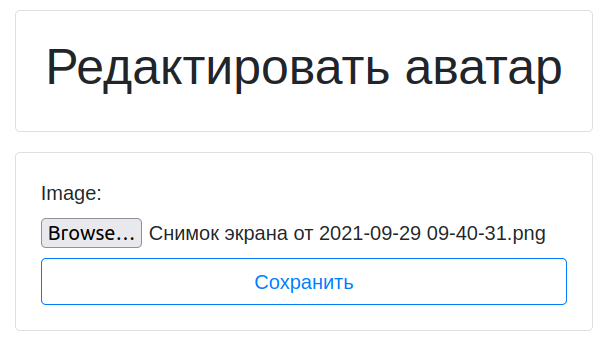 Редактировать аватар
Image:
Browse... Снимок экрана от 2021-09-29 09-40-31.png
Сохранить